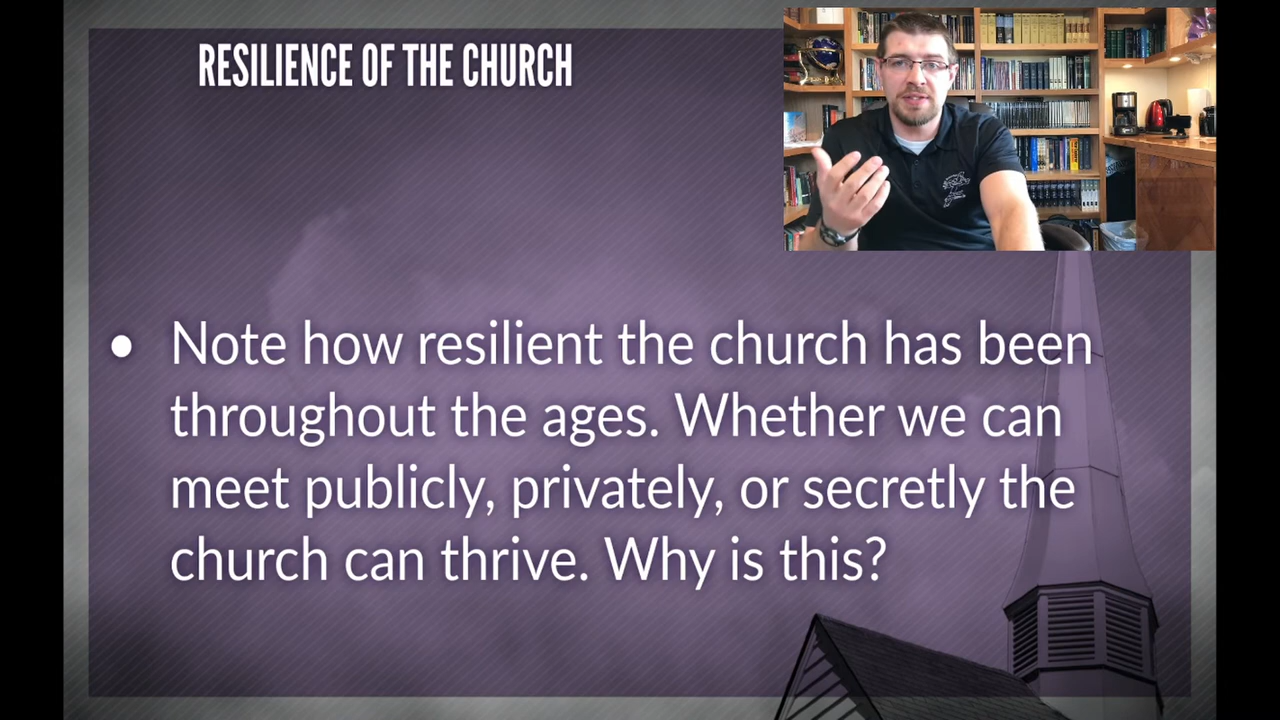 RESILIENCE OF THE CHURCH
● Note how resilient the church has been
throughout the ages. Whether we can
meet publicly, privately, or secretly the
church can thrive. Why is this?